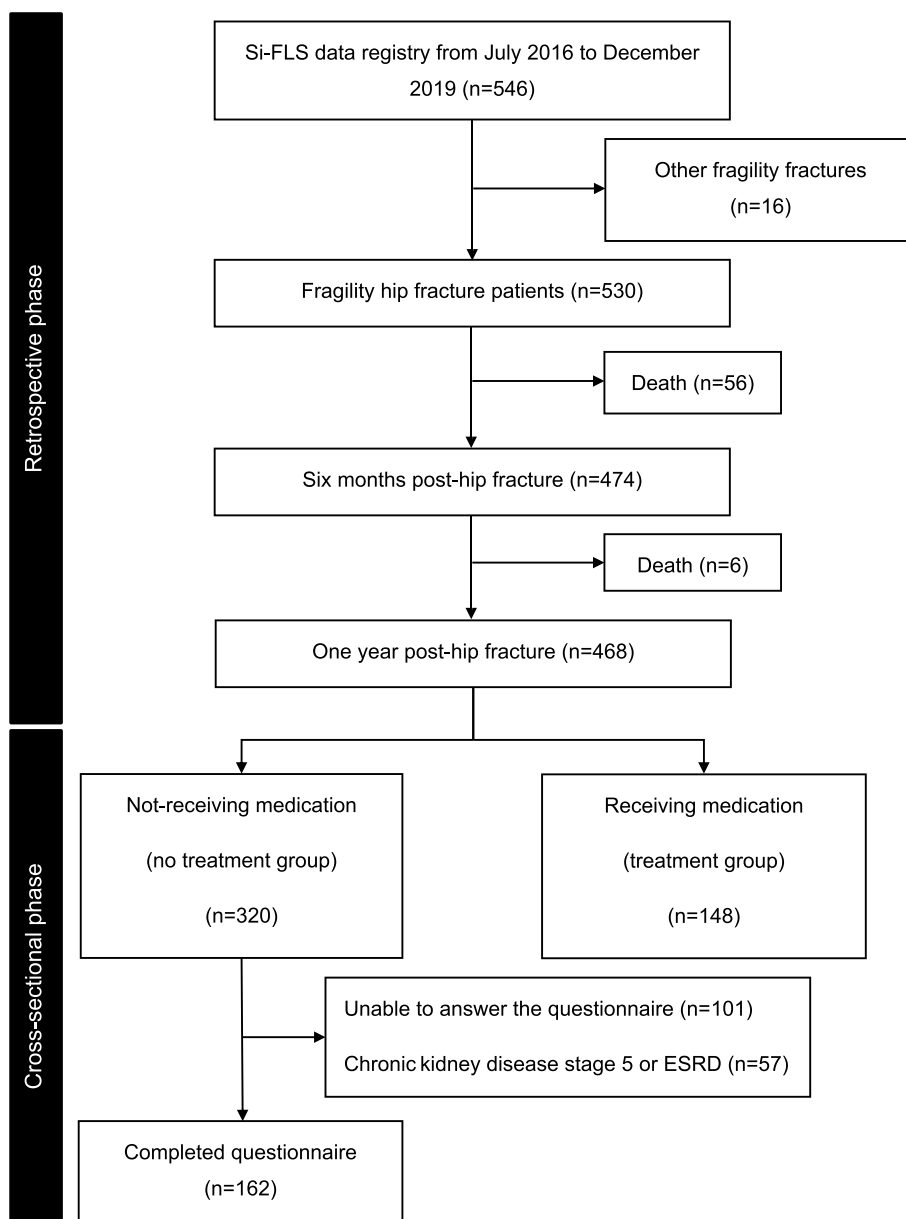 Si-FLS data registry from July 2016 to December
2019 (n=546)
Other fragility fractures
(n=16)
Retrospective phase
Fragility hip fracture patients (n=530)
Death (n=56)
Six months post-hip fracture (n=474)
Death (n=6)
One year post-hip fracture (n=468)
Cross-sectional phase
Not-receiving medication
(no treatment group)
(n=320)
Receiving medication
(treatment group)
(n=148)
Unable to answer the questionnaire (n=101)
Chronic kidney disease stage 5 or ESRD (n=57)
Completed questionnaire
(n=162)